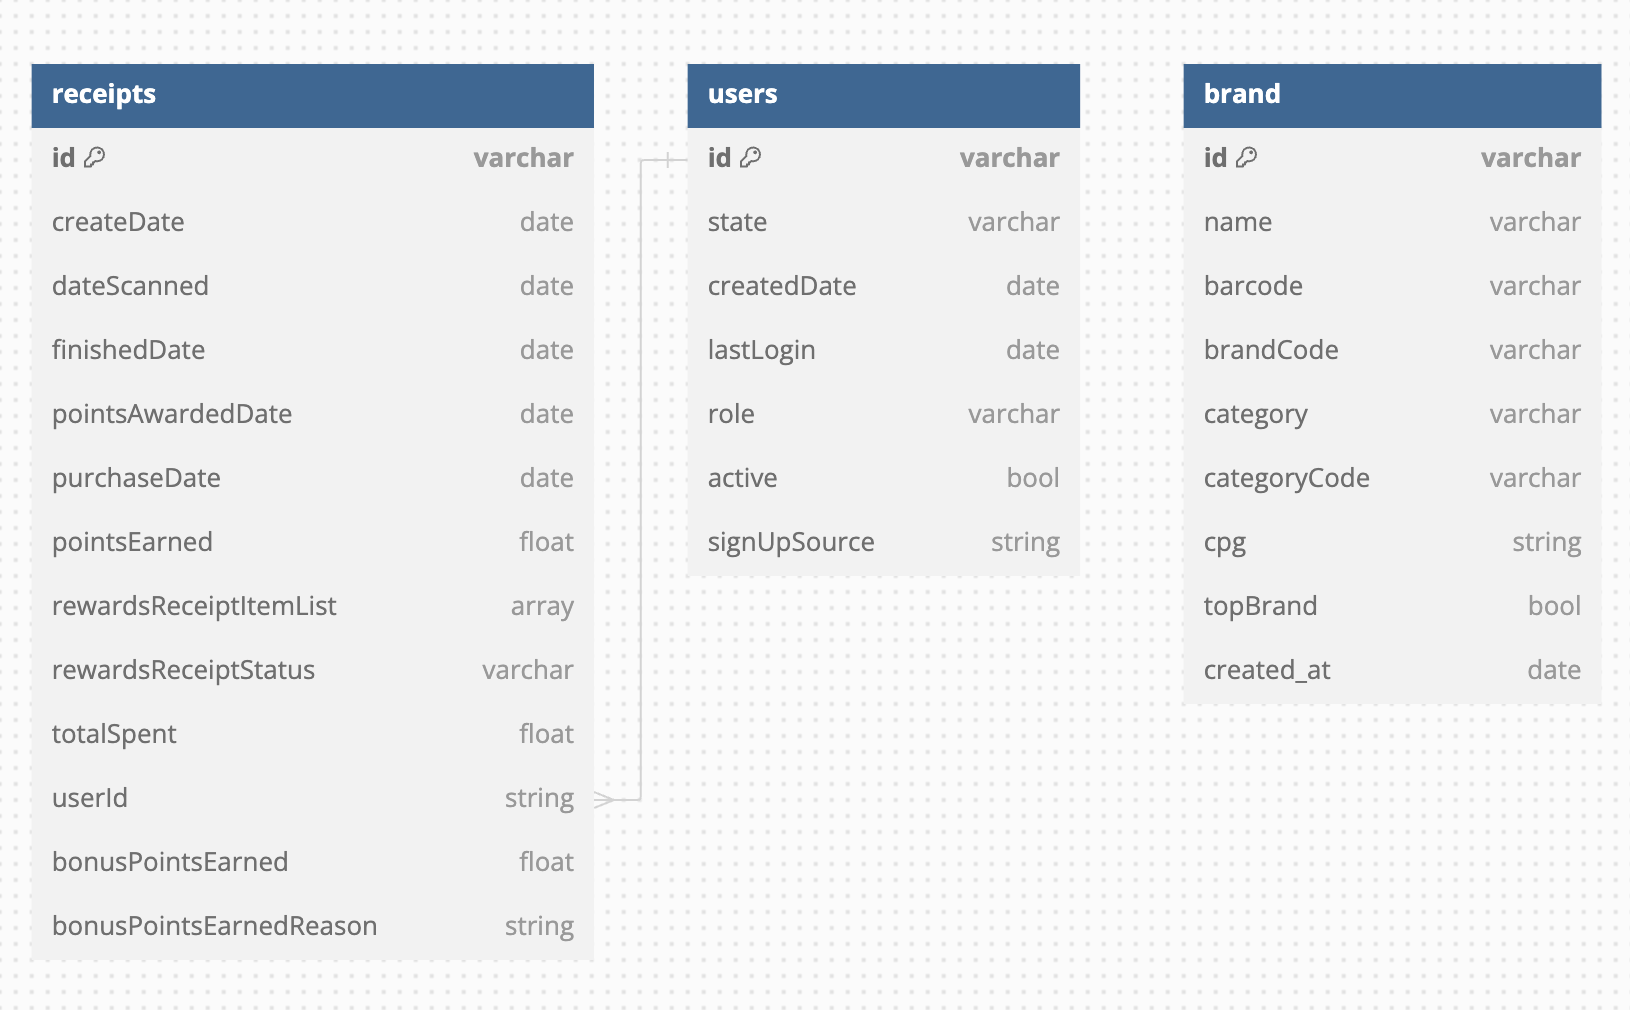 receipts
id varchar
createDate date
dateScanned date
finishedDate date
pointsAwardedDate date
purchaseDate date
pointsEarned float
rewardsReceiptItemList array
rewardsReceiptStatus varchar
totalSpent float
userId string
bonusPointsEarned float
bonusPointsEarnedReason string
users
id varchar
state varchar
createdDate date
lastLogin date
role varchar
active bool
signUpSource string
brand
id varchar
name varchar
barcode varchar
brandCode varchar
category varchar
categoryCode varchar
cpg string
topBrand bool
created_at date